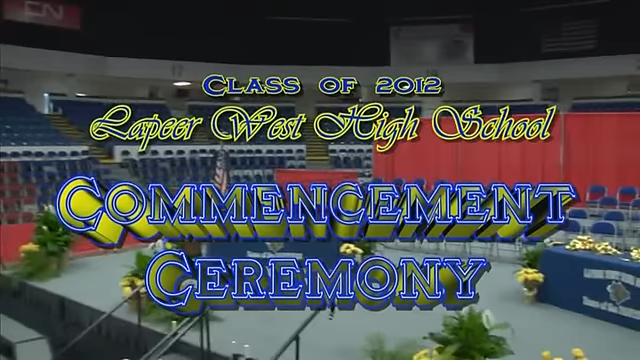 CLASS OF 2012
Lapeer West High School
COMMENCEMENT
CEREMONY